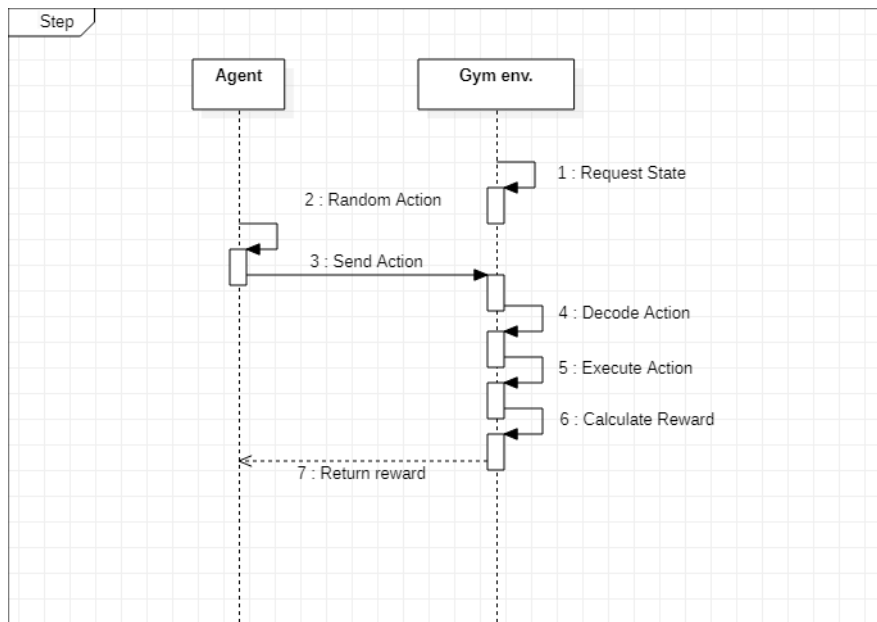 Step
Agent
Gym env.
1 : Request State
2 : Random Action
3 : Send Action
4 : Decode Action
5 : Execute Action
6 : Calculate Reward
7 : Return reward